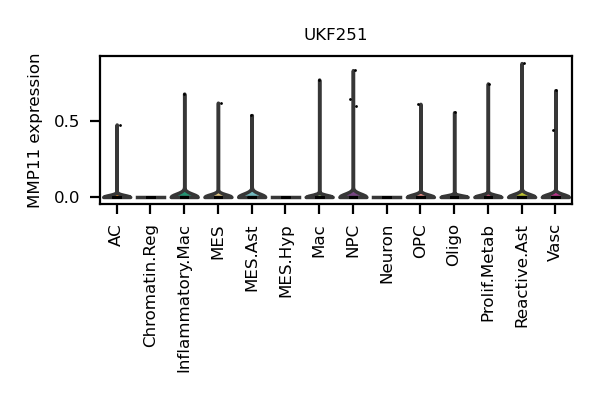 UKF251
MMP11 expression
0.5
0.0
AC
Chromatin.Reg
Inflammatory.Mac
MES
MES.Ast
MES.Hyp
Mac
NPC
Neuron
OPC
Oligo
Prolif.Metab
Reactive.Ast
Vasc